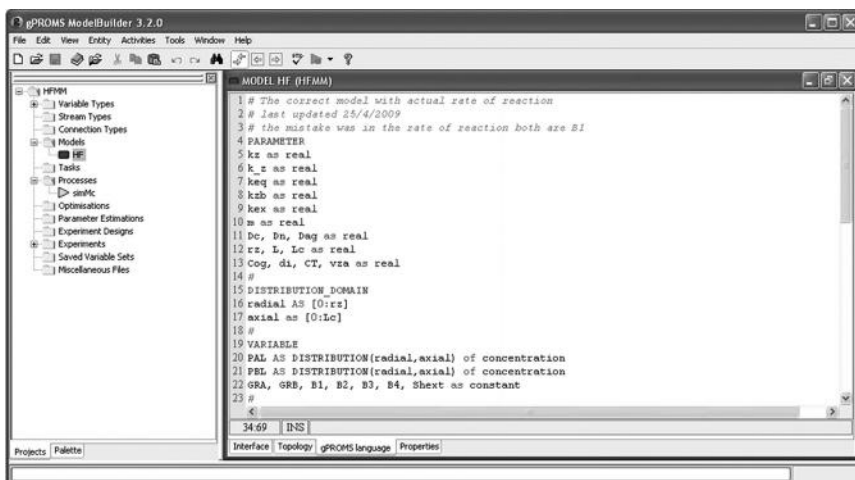 gPROMS ModelBuilder 3.2.0
File Edit View Entity Activities Tools Window Help
HFMM
Variable Types
Stream Types
Connection Types
Models
HF
Tasks
Processes
simMc
Optimisations
Parameter Estimations
Experiment Designs
Experiments
Saved Variable Sets
Miscellaneous Files
Projects Palette
MODEL HF (HFMM)
1 # The correct model with actual rate of reaction
2 # last updated 25/4/2009
3 # the mistake was in the rate of reaction both are B1
4 PARAMETER
5 kz as real
6 k_z as real
7 keq as real
8 kzb as real
9 kex as real
10 m as real
11 Dc, Dn, Dag as real
12 rz, L, Lc as real
13 Cog, di, CT, vza as real
14 #
15 DISTRIBUTION_DOMAIN
16 radial AS [0:rz]
17 axial as [0:Lc]
18 #
19 VARIABLE
20 PAL AS DISTRIBUTION(radial,axial) of concentration
21 PBL AS DISTRIBUTION(radial,axial) of concentration
22 GRA, GRB, B1, B2, B3, B4, Shext as constant
23 #
34:69 INS
Interface Topology gPROMS language Properties